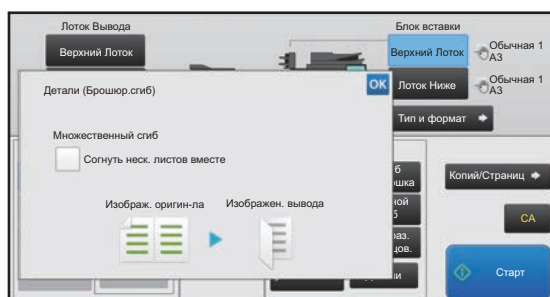 Лоток Вывода
Блок вставки
Верхний Лоток
Верхний Лоток
Обычная 1
A3
Детали (Брошюр.сгиб)
OK
Лоток Ниже
Обычная 1
A3
Тип и формат
Множественный сгиб
Согнуть неск. листов вместе
Копий/Страниц
Изображ. оригин-ла
Изображен. вывода
CA
Старт